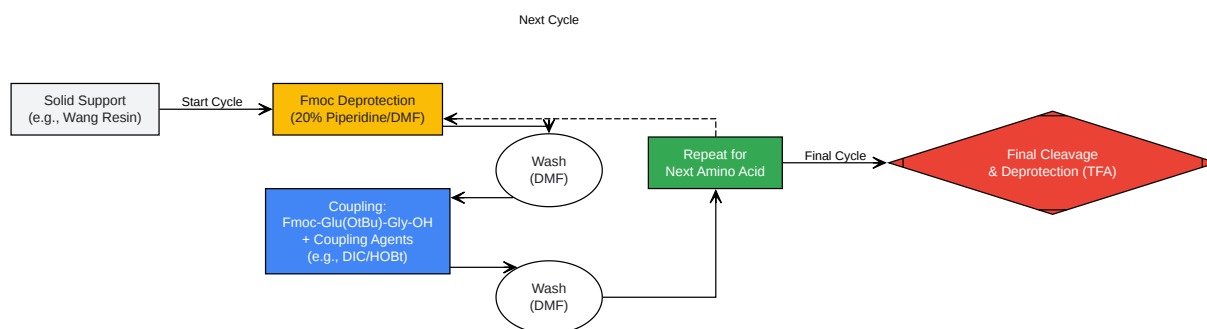 Next Cycle
Solid Support
(e.g., Wang Resin)
Start Cycle
Fmoc Deprotection
(20% Piperidine/DMF)
Wash
(DMF)
Coupling:
Fmoc-Glu(OtBu)-Gly-OH
+ Coupling Agents
(e.g., DIC/HOBt)
Wash
(DMF)
Repeat for
Next Amino Acid
Final Cycle
Final Cleavage
& Deprotection (TFA)